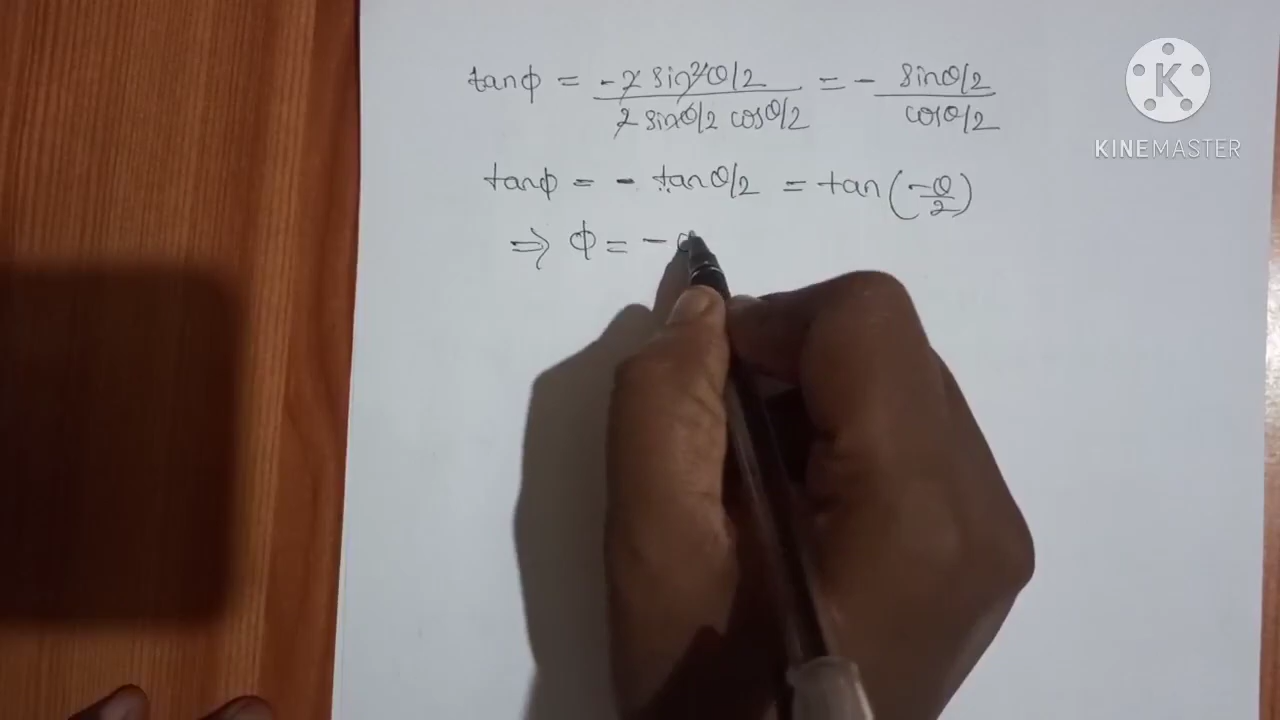 tanϕ = -2 sin²θ/2 / 2 sinθ/2 cosθ/2 = - sinθ/2 / cosθ/2
K
KINEMASTER
tanϕ = - tanθ/2 = tan(-θ/2)
⇒ ϕ = -